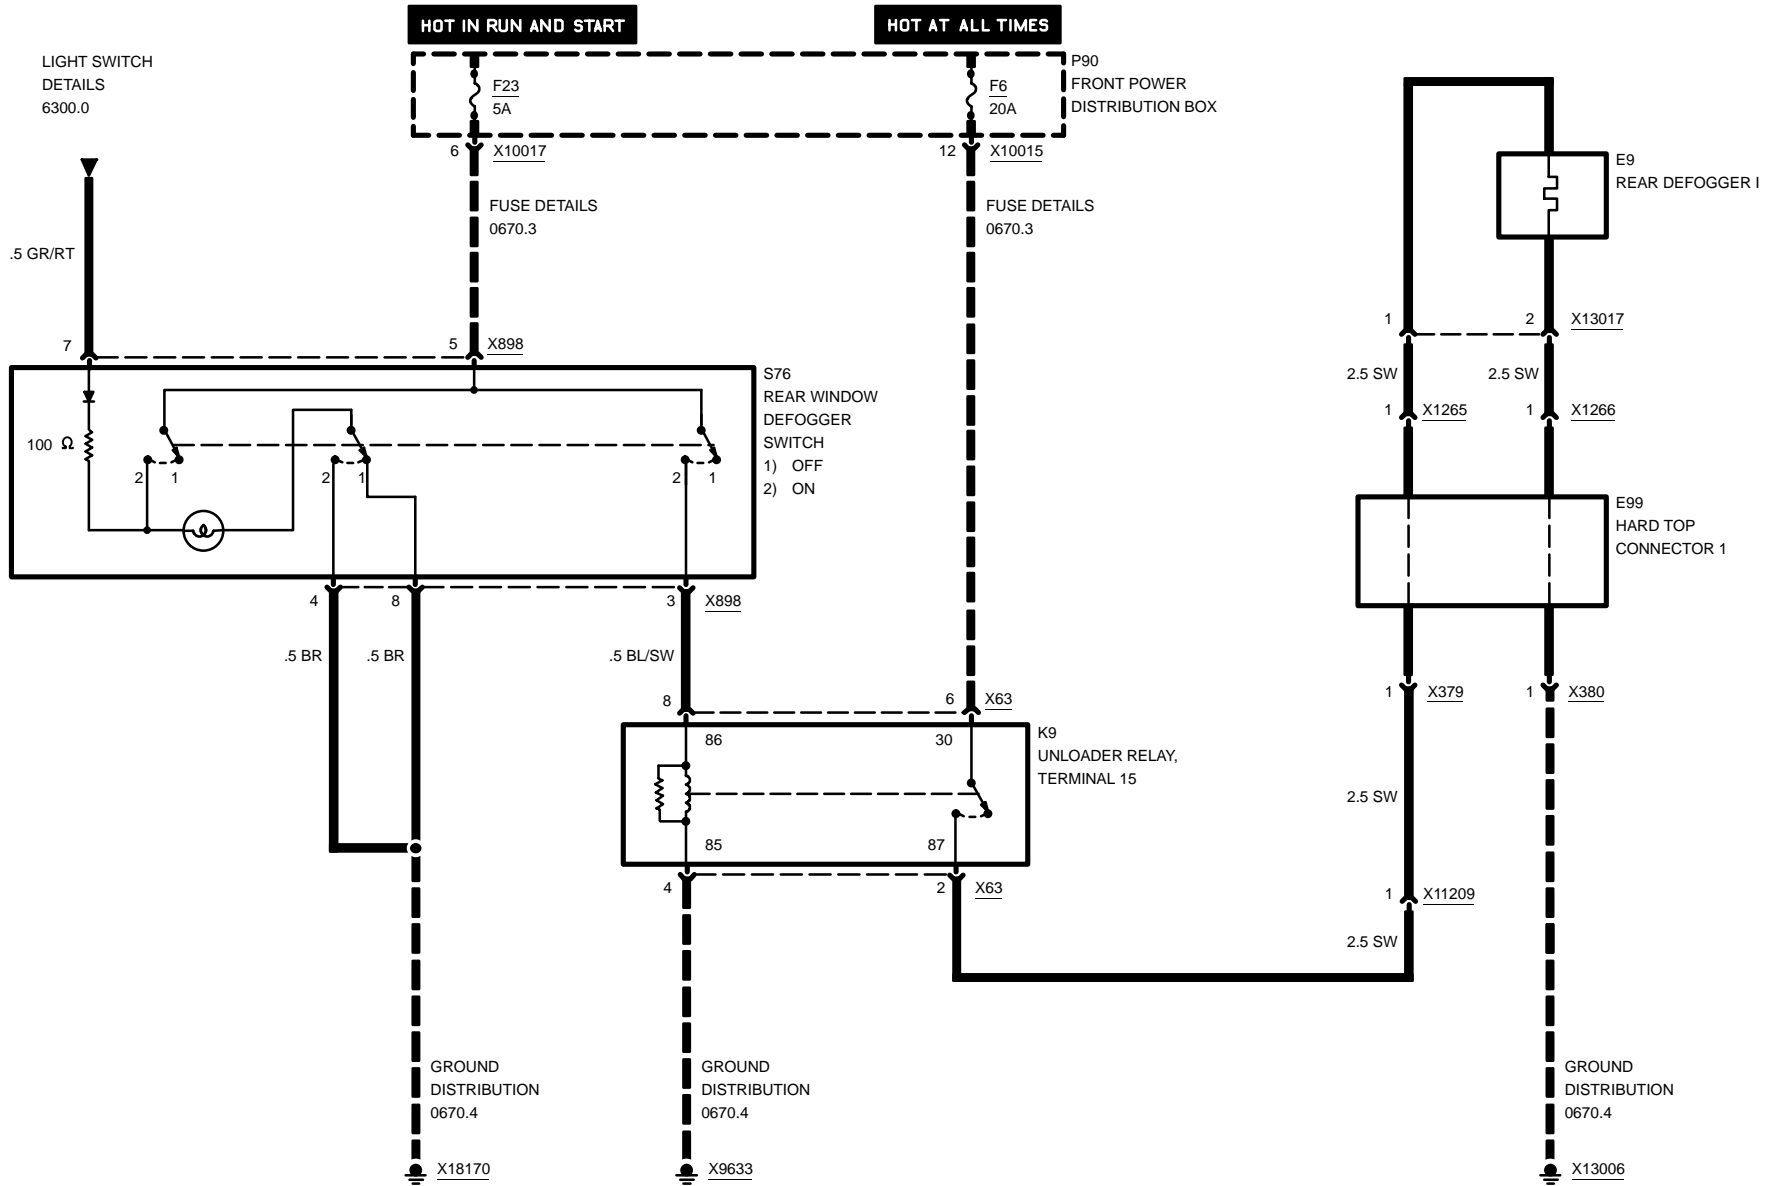 HOT IN RUN AND START
HOT AT ALL TIMES
LIGHT SWITCH
DETAILS
6300.0
F23
5A
F6
20A
P90
FRONT POWER
DISTRIBUTION BOX
6 X10017
12 X10015
E9
REAR DEFOGGER I
FUSE DETAILS
0670.3
FUSE DETAILS
0670.3
.5 GR/RT
1
2 X13017
7
5 X898
2.5 SW
2.5 SW
1 X1265
1 X1266
S76
REAR WINDOW
DEFOGGER
SWITCH
1) OFF
2) ON
100 Ω
2 1
2 1
2 1
E99
HARD TOP
CONNECTOR 1
4
8
3 X898
.5 BR
.5 BR
.5 BL/SW
8
6 X63
1 X379
1 X380
86
30
K9
UNLOADER RELAY,
TERMINAL 15
85
87
2.5 SW
4
2 X63
1 X11209
2.5 SW
GROUND
DISTRIBUTION
0670.4
GROUND
DISTRIBUTION
0670.4
GROUND
DISTRIBUTION
0670.4
X18170
X9633
X13006